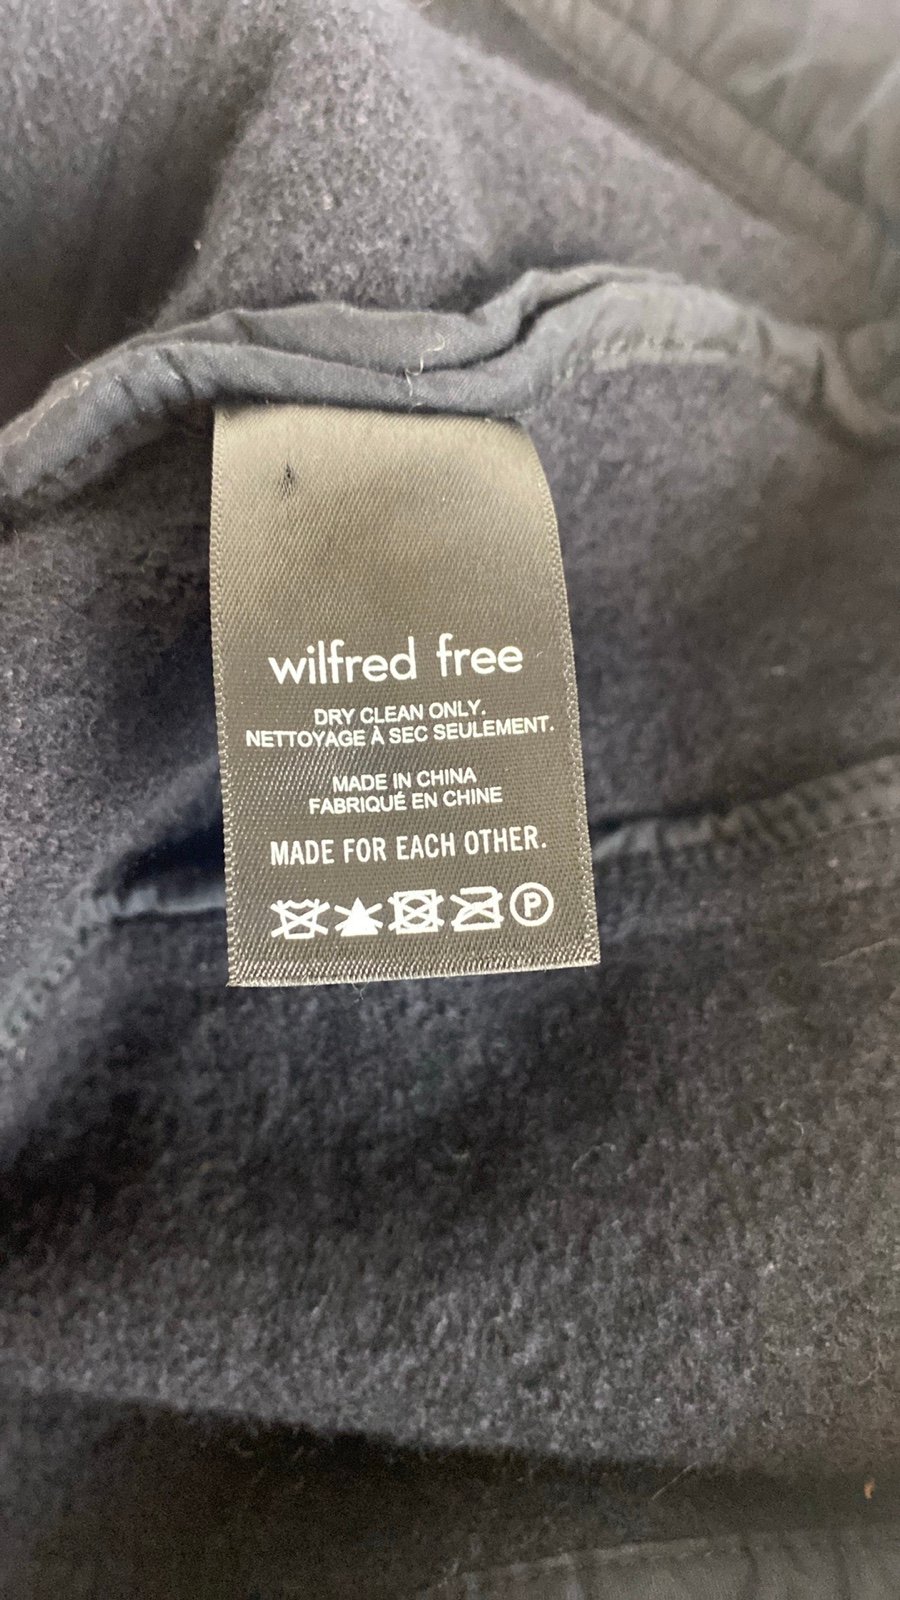 wilfred free
DRY CLEAN ONLY.
NETTOYAGE À SEC SEULEMENT.
MADE IN CHINA
FABRIQUÉ EN CHINE
MADE FOR EACH OTHER.
P